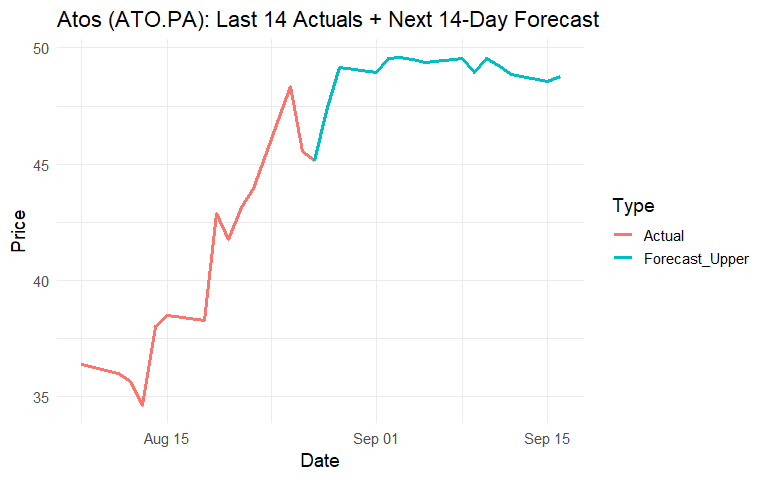 Atos (ATO.PA): Last 14 Actuals + Next 14-Day Forecast
50
45
40
35
Price
Aug 15
Sep 01
Sep 15
Date
Type
Actual
Forecast_Upper